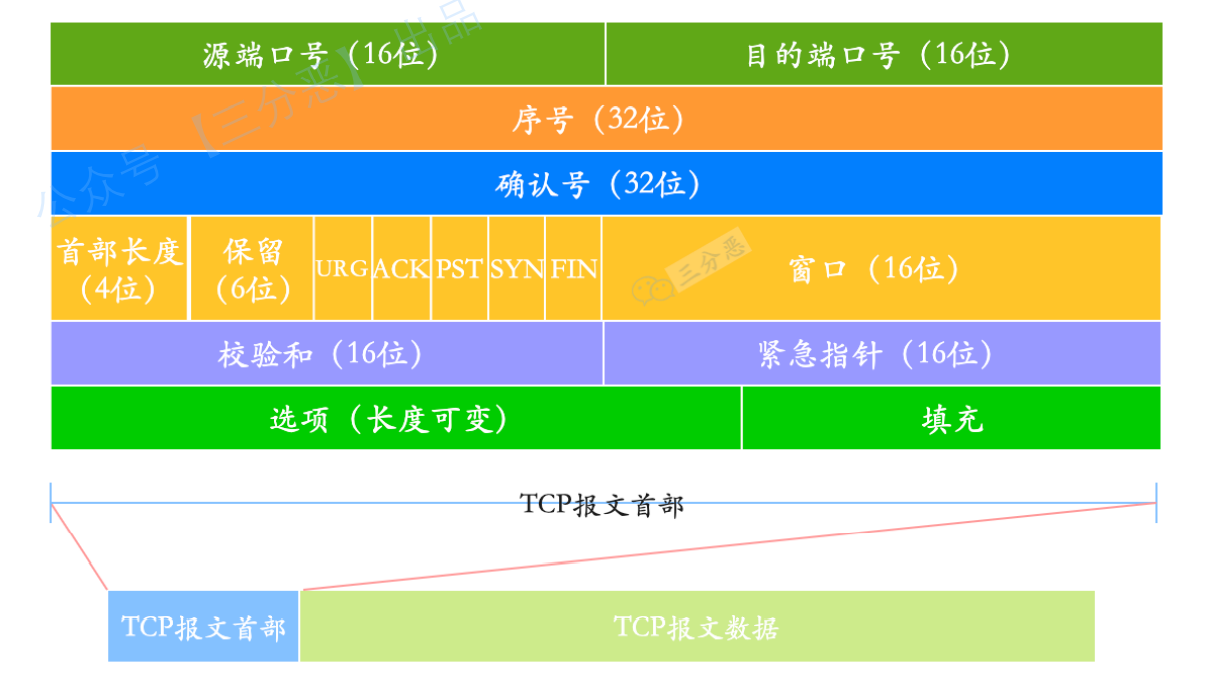 源端口号（16位）
目的端口号（16位）
序号（32位）
确认号（32位）
首部长度
（4位）
保留
（6位）
URG
ACK
PST
SYN
FIN
窗口（16位）
校验和（16位）
紧急指针（16位）
选项（长度可变）
填充
TCP报文首部
TCP报文首部
TCP报文数据
公众号【三分恶】出品
三分恶